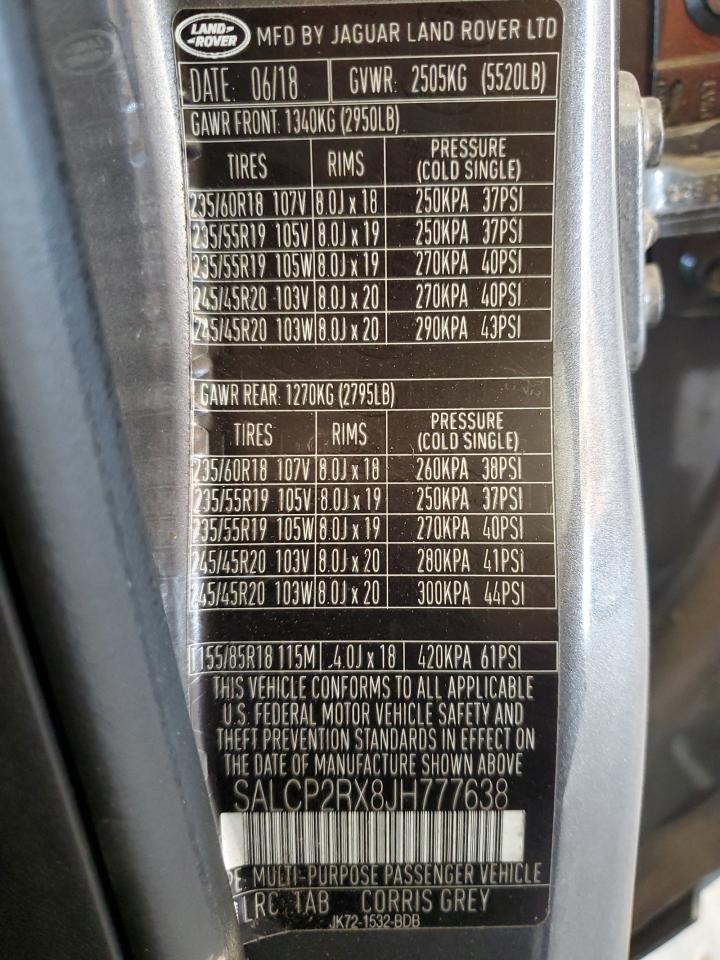 LAND ROVER MFD BY JAGUAR LAND ROVER LTD
DATE: 06/18 GVWR: 2505KG (5520LB)
GAWR FRONT: 1340KG (2950LB)
TIRES RIMS PRESSURE (COLD SINGLE)
235/60R18 107V 8.0J x 18 250KPA 37PSI
235/55R19 105V 8.0J x 19 250KPA 37PSI
235/55R19 105W 8.0J x 19 270KPA 40PSI
245/45R20 103V 8.0J x 20 270KPA 40PSI
245/45R20 103W 8.0J x 20 290KPA 43PSI
GAWR REAR: 1270KG (2795LB)
TIRES RIMS PRESSURE (COLD SINGLE)
235/60R18 107V 8.0J x 18 260KPA 38PSI
235/55R19 105V 8.0J x 19 250KPA 37PSI
235/55R19 105W 8.0J x 19 270KPA 40PSI
245/45R20 103V 8.0J x 20 280KPA 41PSI
245/45R20 103W 8.0J x 20 300KPA 44PSI
T155/85R18 115M .4.0J x 18 420KPA 61PSI
THIS VEHICLE CONFORMS TO ALL APPLICABLE
U.S. FEDERAL MOTOR VEHICLE SAFETY AND
THEFT PREVENTION STANDARDS IN EFFECT ON
THE DATE OF MANUFACTURE SHOWN ABOVE
SALCP2RX8JH777638
PE: MULTI-PURPOSE PASSENGER VEHICLE
LRC 1AB CORRIS GREY
JK72-1532-BDB